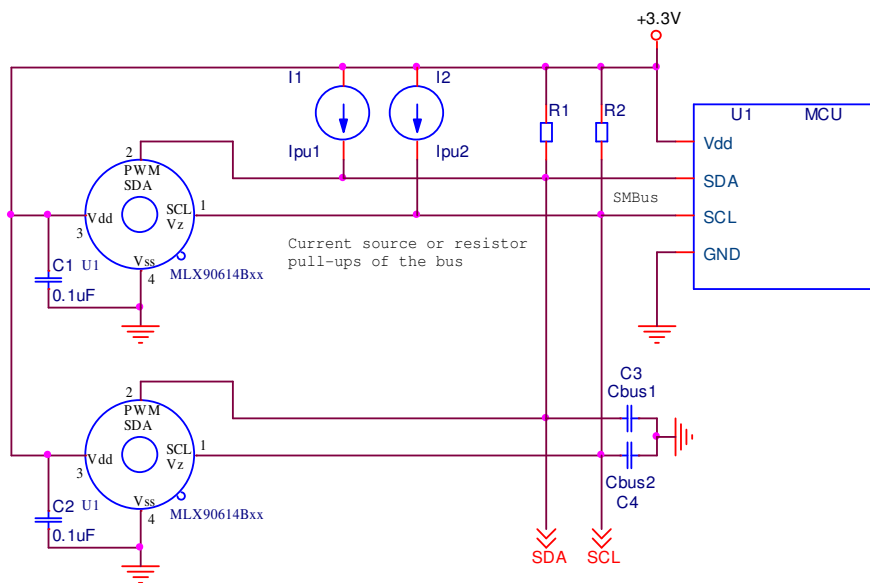 +3.3V
I1
I2
R1
R2
U1
MCU
Ipu1
Ipu2
Vdd
SDA
SCL
GND
SMBus
2
PWM
SDA
SCL
Vz
1
Vdd
3
Vss
4
U1
MLX90614Bxx
C1
0.1uF
Current source or resistor
pull-ups of the bus
2
PWM
SDA
SCL
Vz
1
Vdd
3
Vss
4
U1
MLX90614Bxx
C2
0.1uF
C3
Cbus1
Cbus2
C4
SDA
SCL